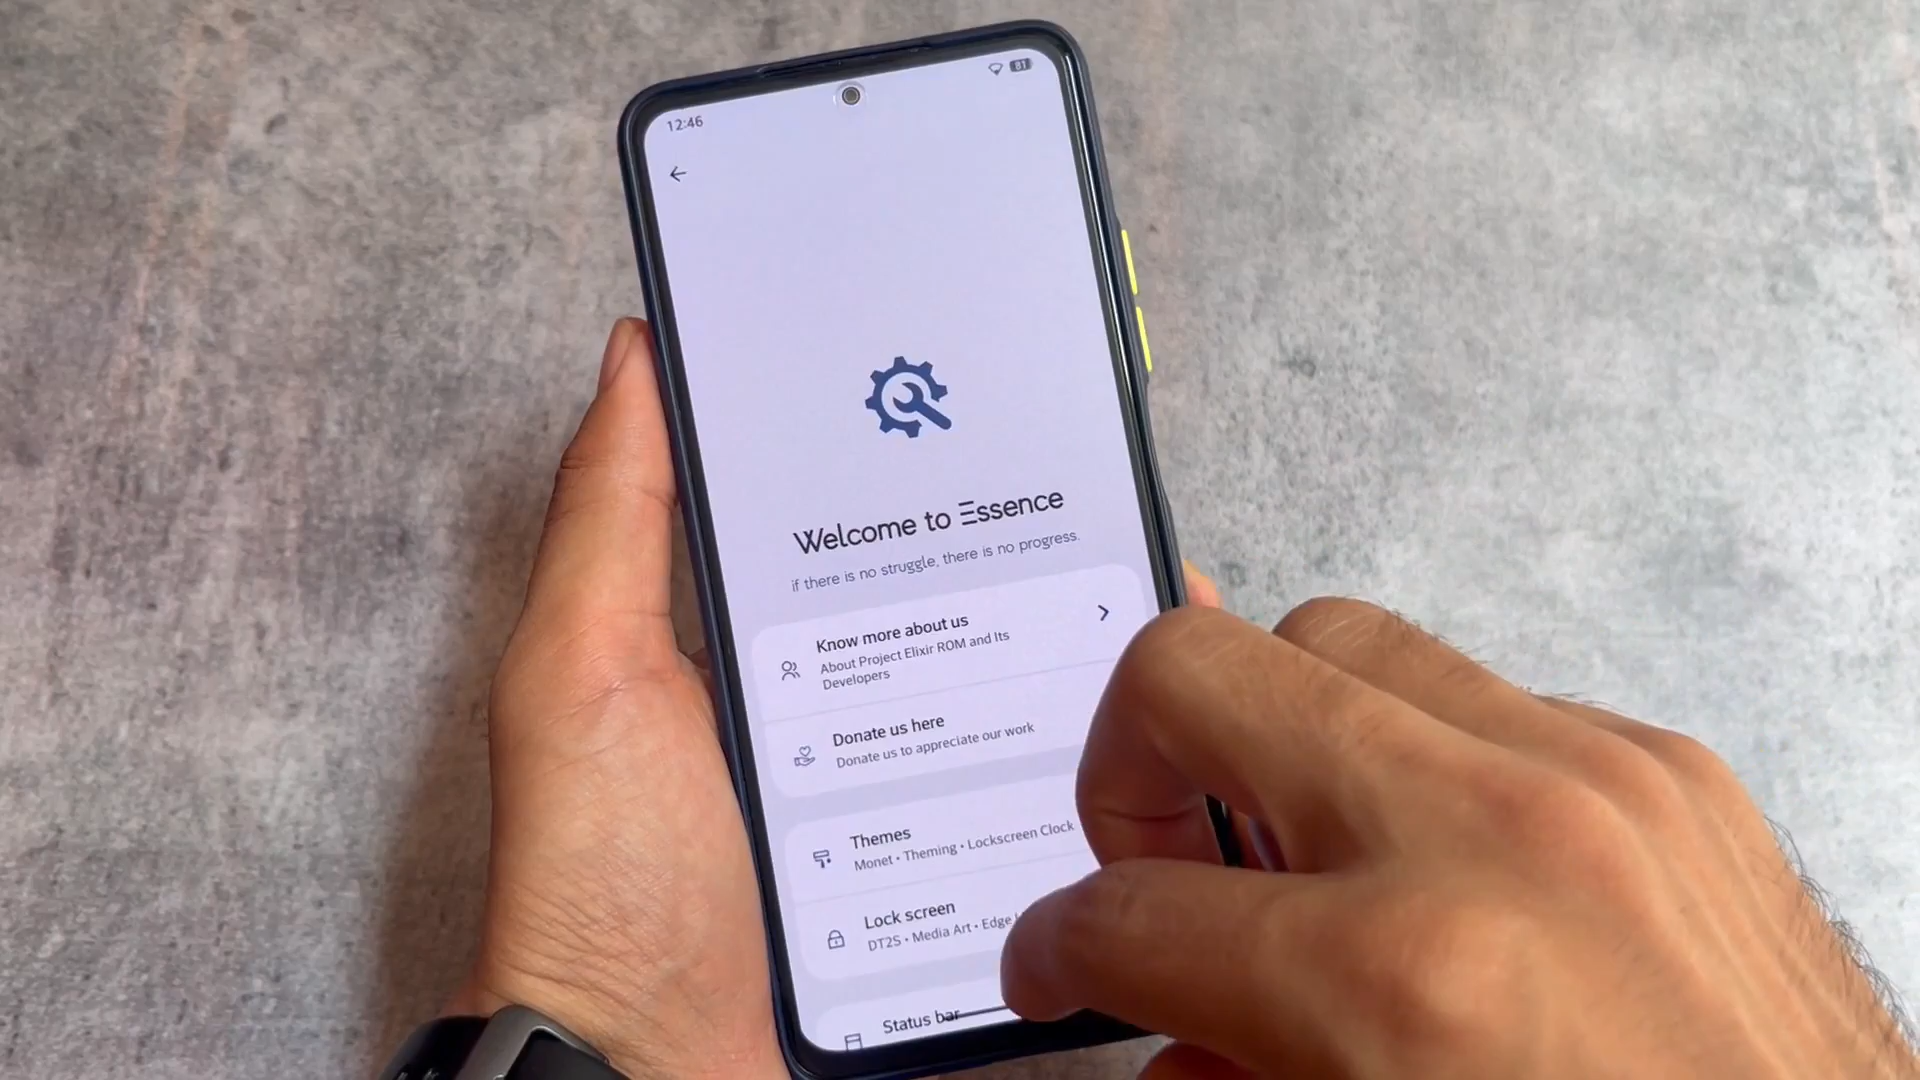 12:46
81
Welcome to Essence
if there is no struggle, there is no progress.
Know more about us
About Project Elixir ROM and Its
Developers
Donate us here
Donate us to appreciate our work
Themes
Monet • Theming • Lockscreen Clock
Lock screen
DT2S • Media Art • Edge
Status bar